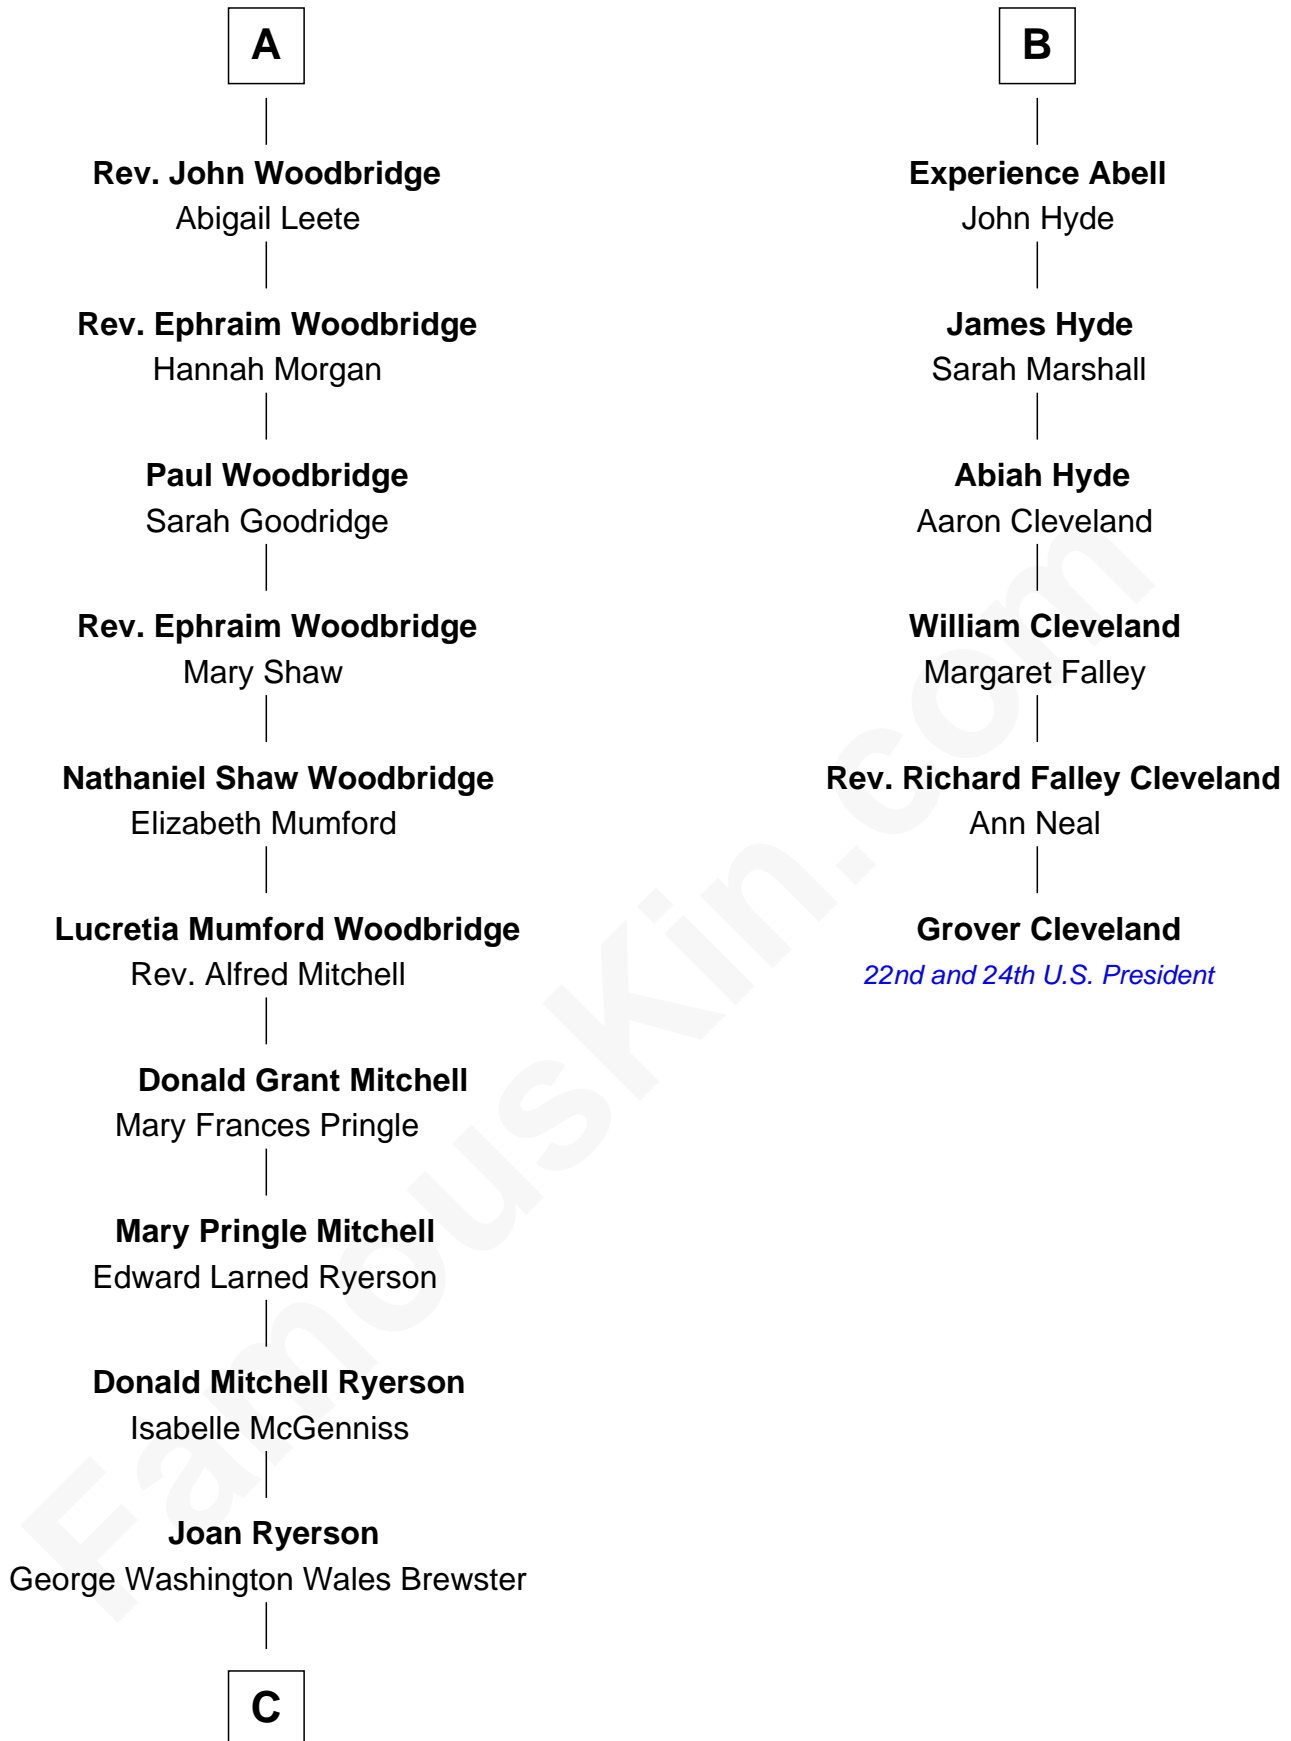 A
Rev. John Woodbridge
Abigail Leete
Rev. Ephraim Woodbridge
Hannah Morgan
Paul Woodbridge
Sarah Goodridge
Rev. Ephraim Woodbridge
Mary Shaw
Nathaniel Shaw Woodbridge
Elizabeth Mumford
Lucretia Mumford Woodbridge
Rev. Alfred Mitchell
Donald Grant Mitchell
Mary Frances Pringle
Mary Pringle Mitchell
Edward Larned Ryerson
Donald Mitchell Ryerson
Isabelle McGenniss
Joan Ryerson
George Washington Wales Brewster
C
B
Experience Abell
John Hyde
James Hyde
Sarah Marshall
Abiah Hyde
Aaron Cleveland
William Cleveland
Margaret Falley
Rev. Richard Falley Cleveland
Ann Neal
Grover Cleveland
22nd and 24th U.S. President
FamousKin.com